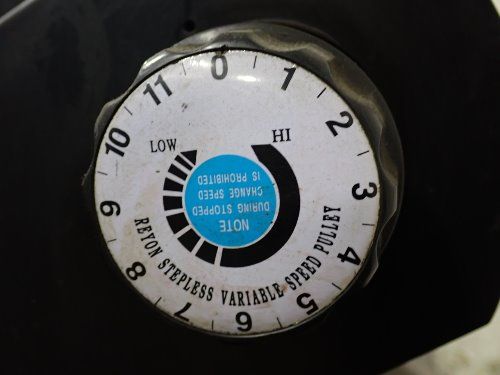 0
1
2
3
4
5
6
7
8
9
10
11
LOW
HI
NOTE
DURING STOPPED
CHANGE SPEED
IS PROHIBITED
REYON STEPLESS VARIABLE SPEED PULLEY